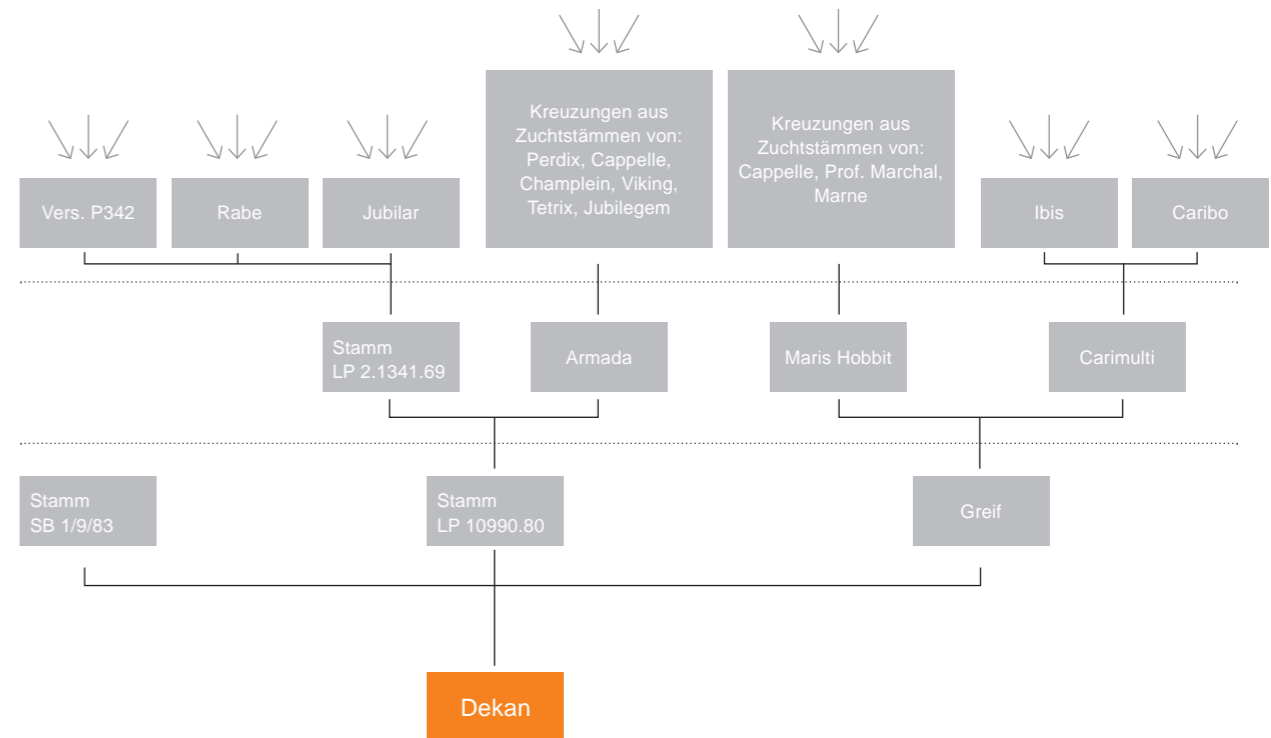 Vers. P342
Rabe
Jubilar
Kreuzungen aus
Zuchtstämmen von:
Perdix, Cappelle,
Champlein, Viking,
Tetrix, Jubilegem
Kreuzungen aus
Zuchtstämmen von:
Cappelle, Prof. Marchal,
Marne
Ibis
Caribo
Stamm
LP 2.1341.69
Armada
Maris Hobbit
Carimulti
Stamm
SB 1/9/83
Stamm
LP 10990.80
Greif
Dekan